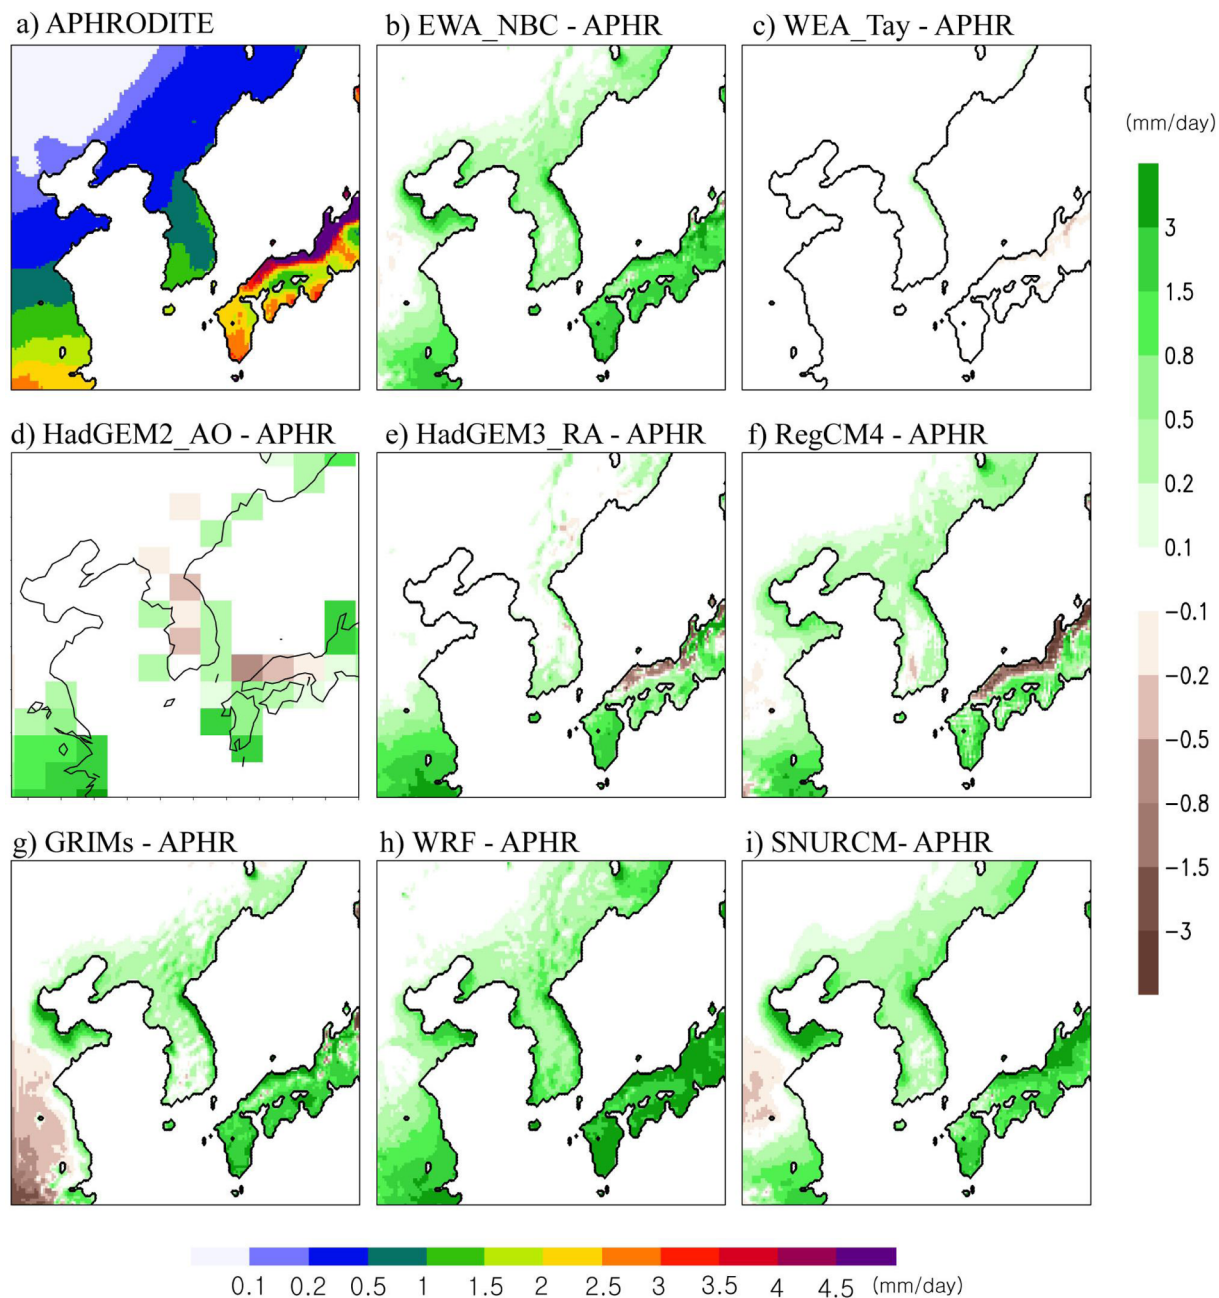 a) APHRODITE
b) EWA_NBC - APHR
c) WEA_Tay - APHR
(mm/day)
3
1.5
0.8
0.5
0.2
0.1
-0.1
-0.2
-0.5
-0.8
-1.5
-3
d) HadGEM2_AO - APHR
e) HadGEM3_RA - APHR
f) RegCM4 - APHR
g) GRIMs - APHR
h) WRF - APHR
i) SNURCM- APHR
0.1 0.2 0.5 1 1.5 2 2.5 3 3.5 4 4.5 (mm/day)